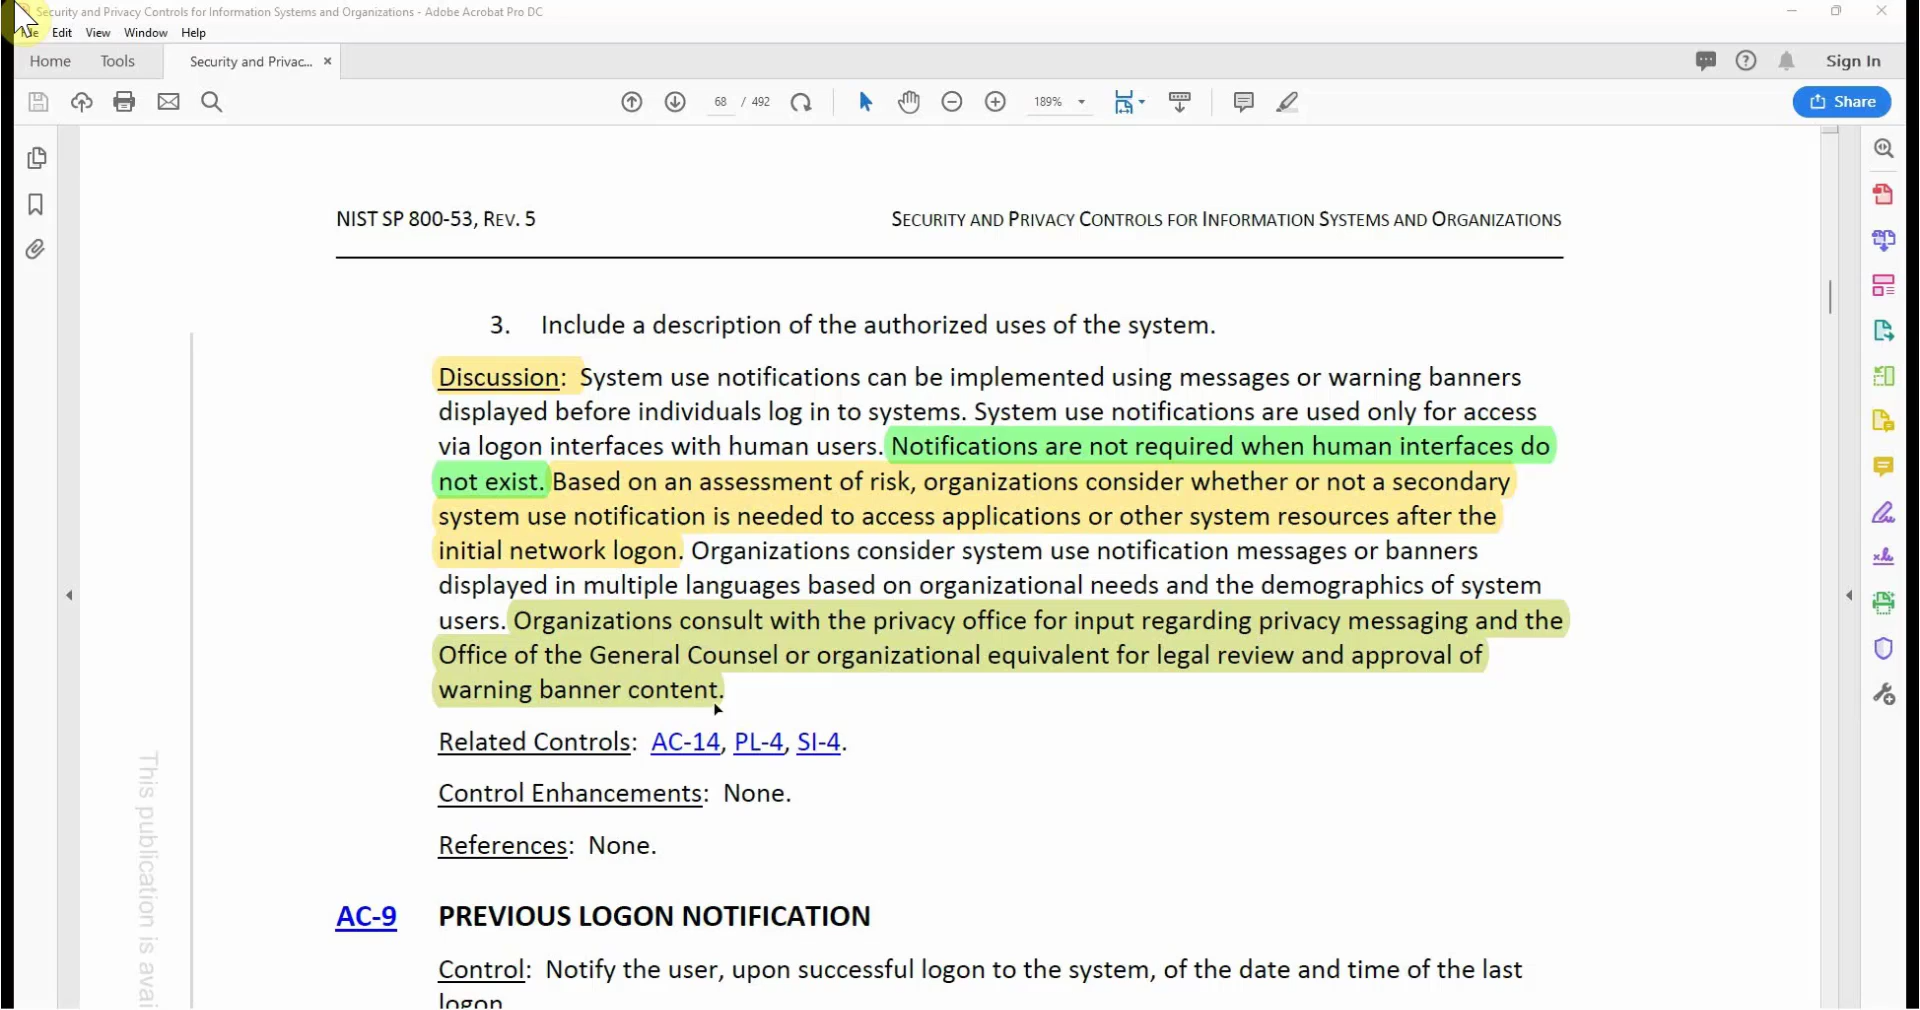 Security and Privacy Controls for Information Systems and Organizations - Adobe Acrobat Pro DC
File Edit View Window Help
Home Tools Security and Privac... × Sign In
68 / 492 189% Share
NIST SP 800-53, REV. 5 SECURITY AND PRIVACY CONTROLS FOR INFORMATION SYSTEMS AND ORGANIZATIONS
3. Include a description of the authorized uses of the system.
Discussion: System use notifications can be implemented using messages or warning banners
displayed before individuals log in to systems. System use notifications are used only for access
via logon interfaces with human users. Notifications are not required when human interfaces do
not exist. Based on an assessment of risk, organizations consider whether or not a secondary
system use notification is needed to access applications or other system resources after the
initial network logon. Organizations consider system use notification messages or banners
displayed in multiple languages based on organizational needs and the demographics of system
users. Organizations consult with the privacy office for input regarding privacy messaging and the
Office of the General Counsel or organizational equivalent for legal review and approval of
warning banner content.
Related Controls: AC-14, PL-4, SI-4.
Control Enhancements: None.
References: None.
AC-9 PREVIOUS LOGON NOTIFICATION
Control: Notify the user, upon successful logon to the system, of the date and time of the last
logon
This publication is avai